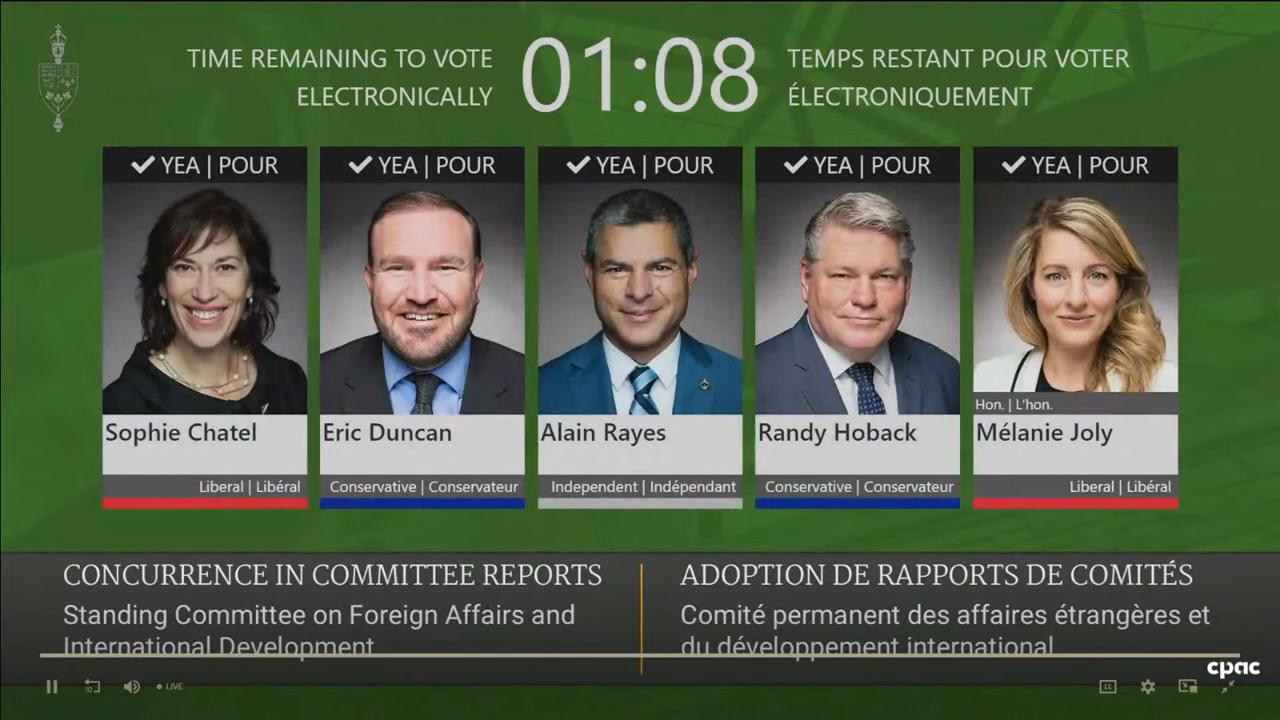 TIME REMAINING TO VOTE
ELECTRONICALLY
01:08
TEMPS RESTANT POUR VOTER
ÉLECTRONIQUEMENT
YEA | POUR
YEA | POUR
YEA | POUR
YEA | POUR
YEA | POUR
Sophie Chatel
Liberal | Libéral
Eric Duncan
Conservative | Conservateur
Alain Rayes
Independent | Indépendant
Randy Hoback
Conservative | Conservateur
Hon. | L'hon.
Mélanie Joly
Liberal | Libéral
CONCURRENCE IN COMMITTEE REPORTS
Standing Committee on Foreign Affairs and
International Development
ADOPTION DE RAPPORTS DE COMITÉS
Comité permanent des affaires étrangères et
du développement international
cpac
10
LIVE
CC